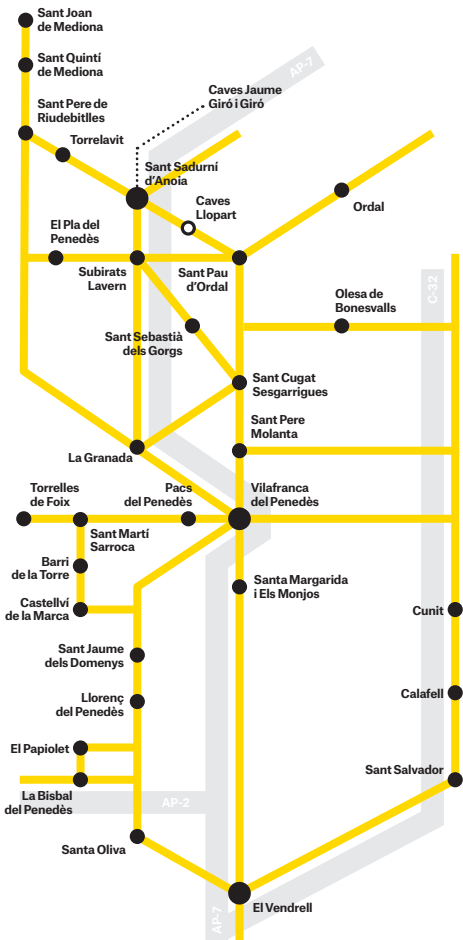 Sant Joan
de Mediona
Sant Quintí
de Mediona
AP-7
Caves Jaume
Giró i Giró
Sant Pere de
Riudebitlles
Torrelavit
Sant Sadurní
d'Anoia
Caves
Llopart
Ordal
El Pla del
Penedès
Subirats
Lavern
Sant Pau
d'Ordal
C-32
Olesa de
Bonesvalls
Sant Sebastià
dels Gorgs
Sant Cugat
Sesgarrigues
Sant Pere
Molanta
La Granada
Torrelles
de Foix
Pacs
del Penedès
Vilafranca
del Penedès
Sant Martí
Sarroca
Barri
de la Torre
Santa Margarida
i Els Monjos
Castellví
de la Marca
Cunit
Sant Jaume
dels Domenys
Llorenç
del Penedès
Calafell
El Papiolet
Sant Salvador
La Bisbal
del Penedès
AP-2
Santa Oliva
AP-7
El Vendrell